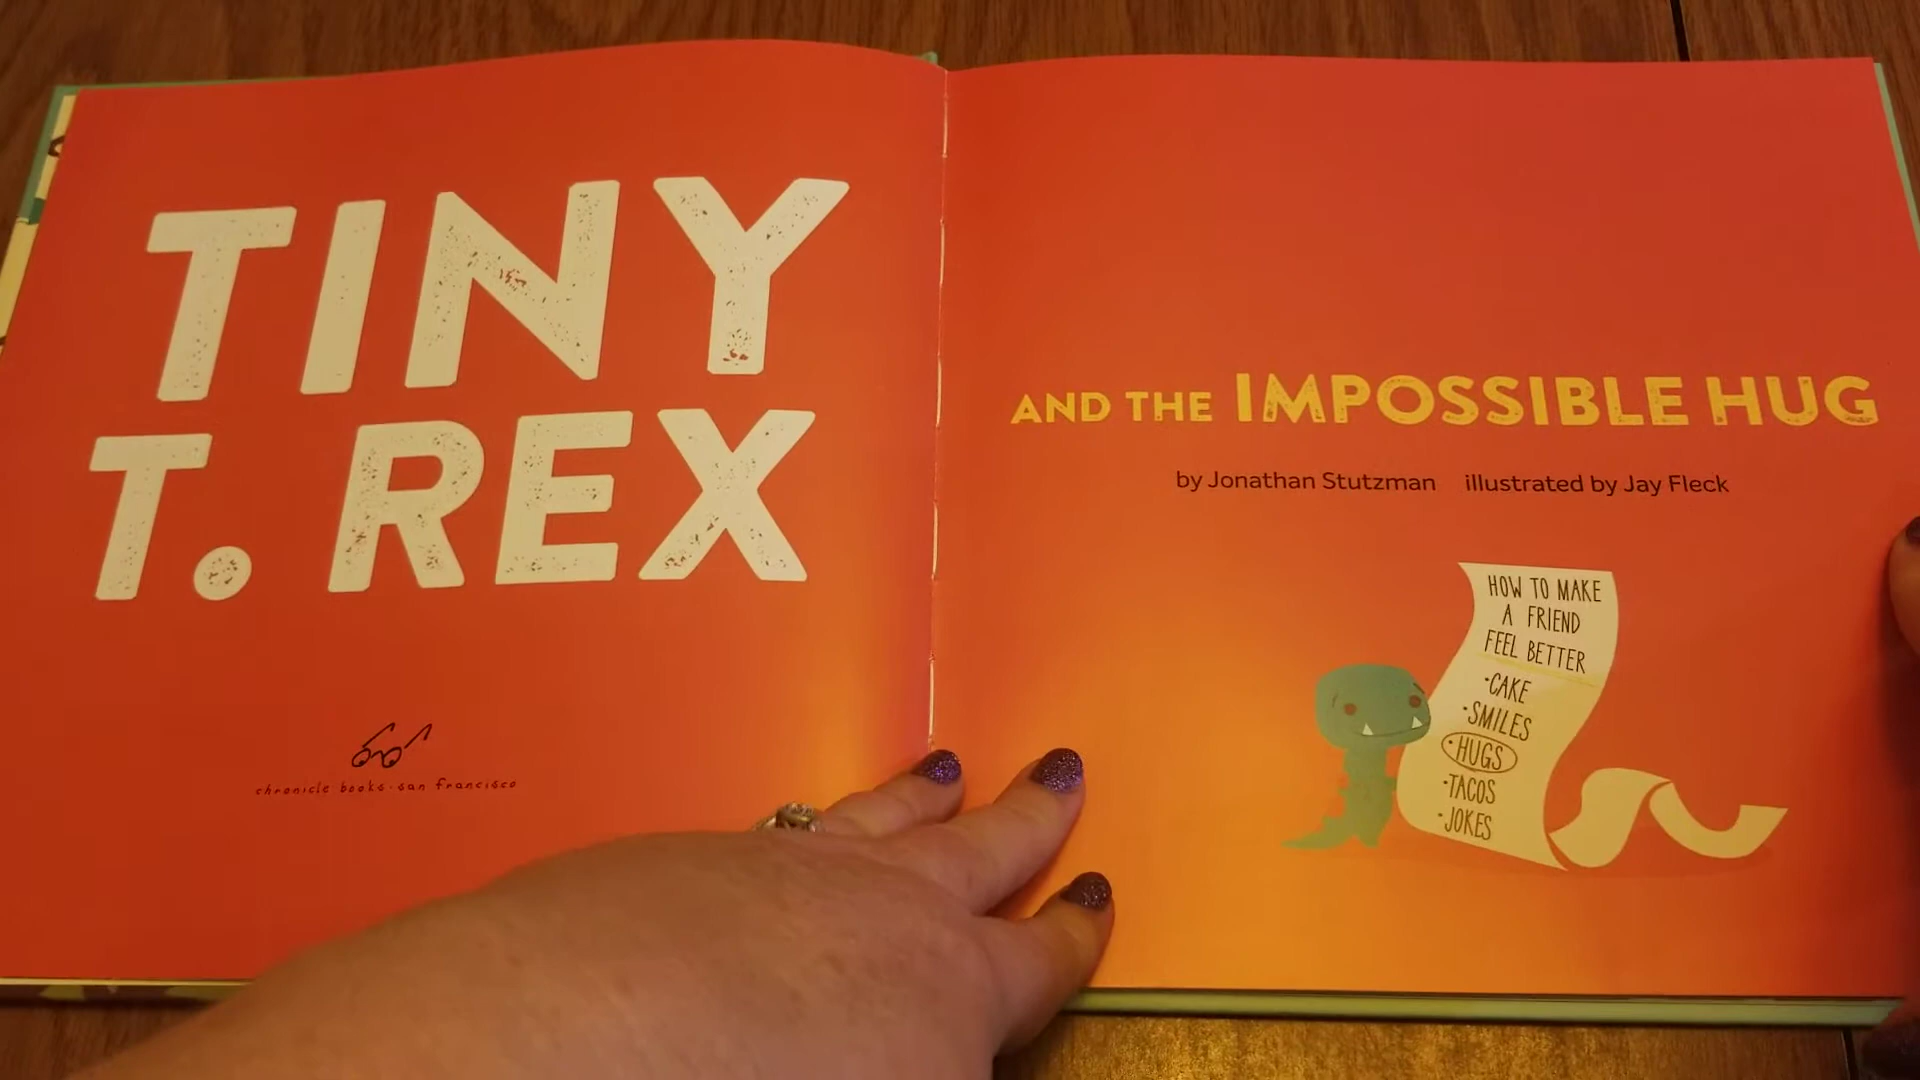 TINY
T. REX
chronicle books · san francisco
AND THE IMPOSSIBLE HUG
by Jonathan Stutzman illustrated by Jay Fleck
HOW TO MAKE
A FRIEND
FEEL BETTER
• CAKE
• SMILES
• HUGS
• TACOS
• JOKES